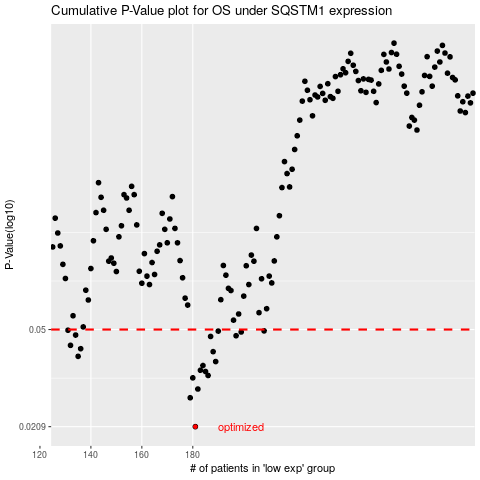 Cumulative P-Value plot for OS under SQSTM1 expression
P-Value(log10)
0.05
0.0209
optimized
120 140 160 180
# of patients in 'low exp' group